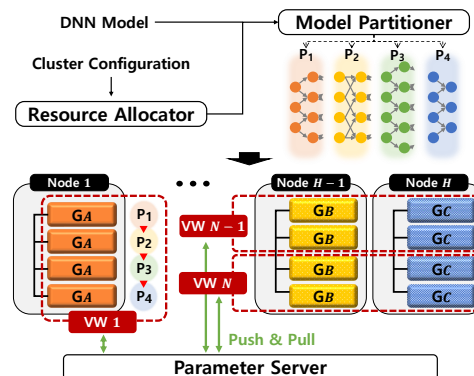 DNN Model
Model Partitioner
Cluster Configuration
P1 P2 P3 P4
Resource Allocator
Node 1
...
Node H-1
Node H
GA
P1
GB
GC
VW N-1
GA
P2
GB
GC
GA
P3
GB
GC
VW N
GA
P4
GB
GC
VW 1
Push & Pull
Parameter Server